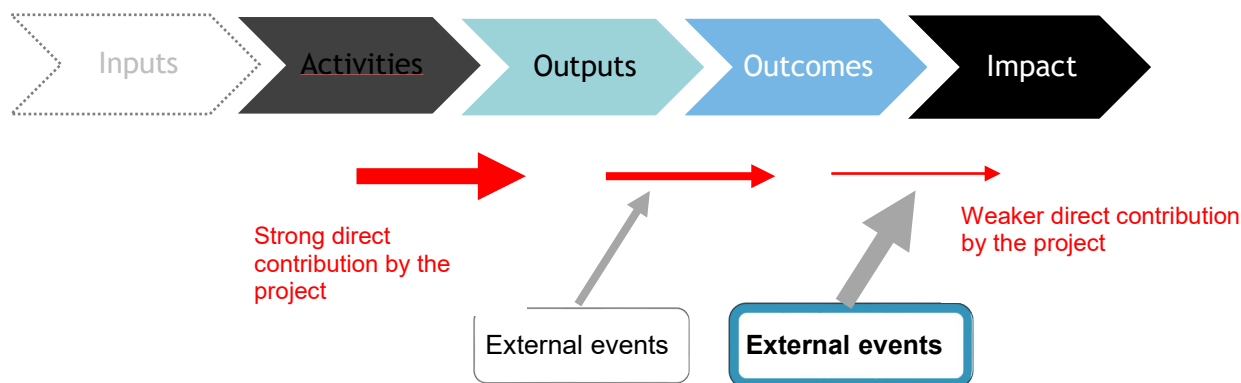 Inputs
Activities
Outputs
Outcomes
Impact
Strong direct
contribution by the
project
Weaker direct contribution
by the project
External events
External events